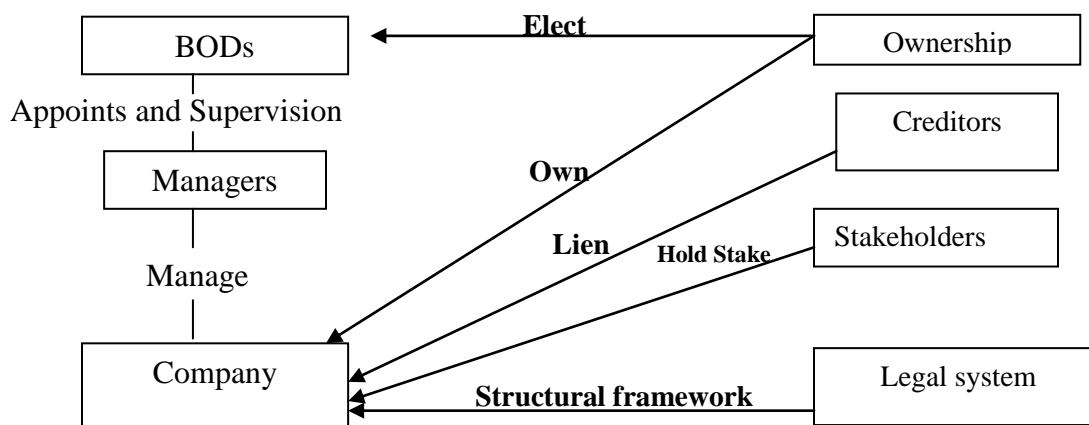 Elect
BODs
Ownership
Appoints and Supervision
Creditors
Managers
Own
Lien
Hold Stake
Stakeholders
Manage
Company
Legal system
Structural framework